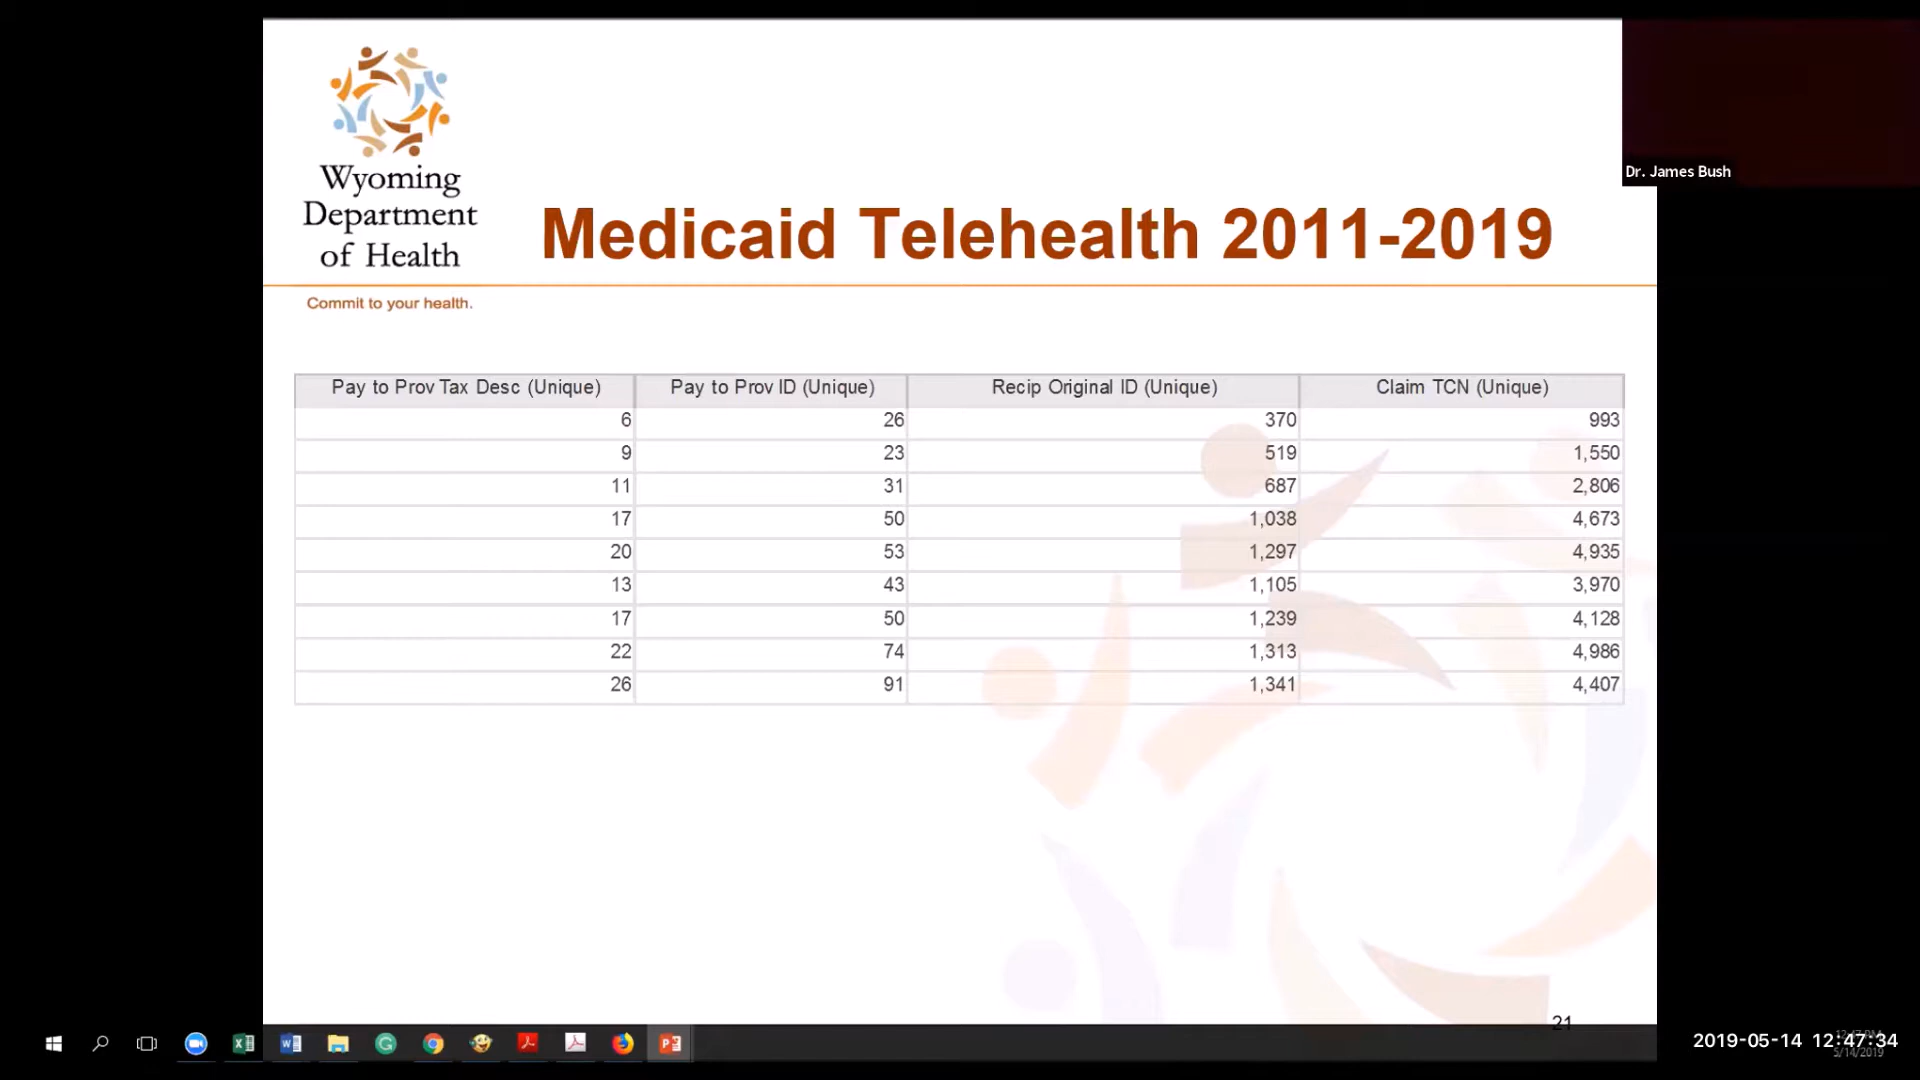 Wyoming
Department
of Health
Commit to your health.
Medicaid Telehealth 2011-2019
Dr. James Bush
Pay to Prov Tax Desc (Unique) Pay to Prov ID (Unique) Recip Original ID (Unique) Claim TCN (Unique)
6 26 370 993
9 23 519 1,550
11 31 687 2,806
17 50 1,038 4,673
20 53 1,297 4,935
13 43 1,105 3,970
17 50 1,239 4,128
22 74 1,313 4,986
26 91 1,341 4,407
21
2019-05-14 12:47:34
5/14/2019